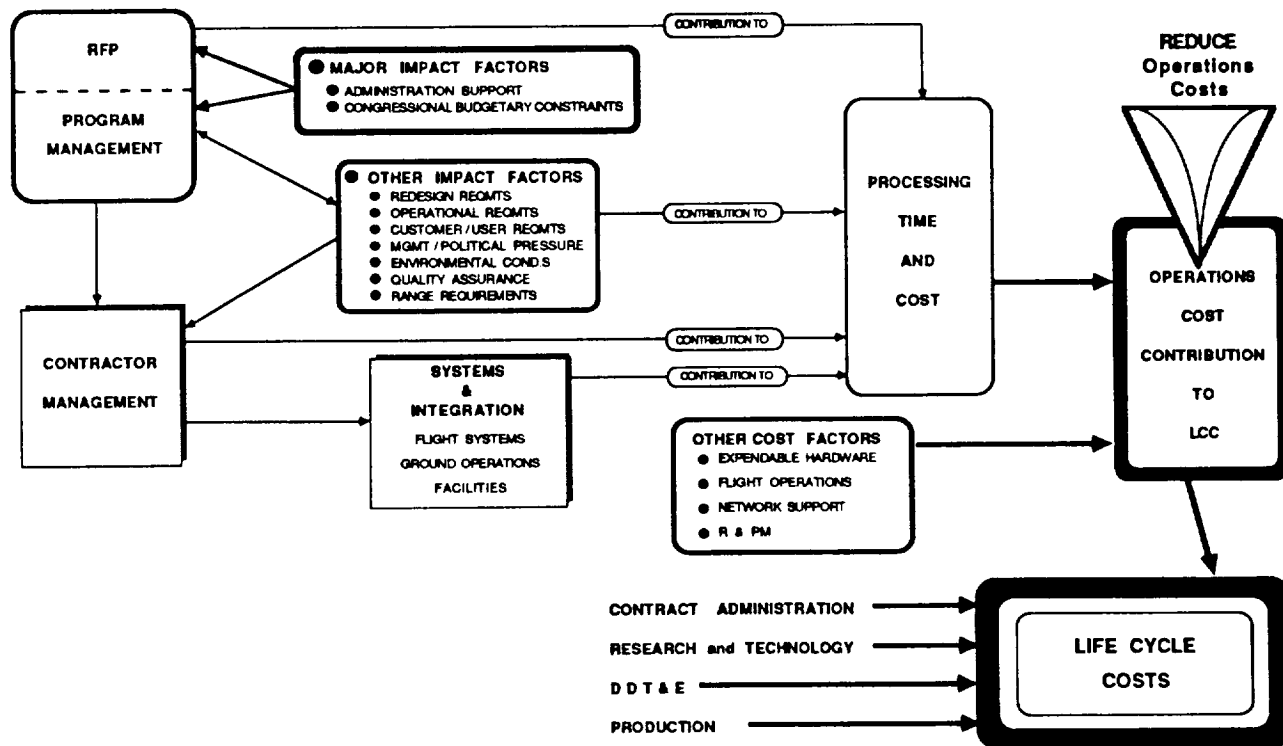 CONTRIBUTION TO
RFP
PROGRAM
MANAGEMENT
● MAJOR IMPACT FACTORS
● ADMINISTRATION SUPPORT
● CONGRESSIONAL BUDGETARY CONSTRAINTS
● OTHER IMPACT FACTORS
● REDESIGN REQMTS
● OPERATIONAL REQMTS
● CUSTOMER / USER REQMTS
● MGMT / POLITICAL PRESSURE
● ENVIRONMENTAL COND.S
● QUALITY ASSURANCE
● RANGE REQUIREMENTS
CONTRIBUTION TO
PROCESSING
TIME
AND
COST
REDUCE
Operations
Costs
OPERATIONS
COST
CONTRIBUTION
TO
LCC
CONTRACTOR
MANAGEMENT
CONTRIBUTION TO
CONTRIBUTION TO
SYSTEMS
&
INTEGRATION
FLIGHT SYSTEMS
GROUND OPERATIONS
FACILITIES
OTHER COST FACTORS
● EXPENDABLE HARDWARE
● FLIGHT OPERATIONS
● NETWORK SUPPORT
● R & PM
CONTRACT ADMINISTRATION
RESEARCH and TECHNOLOGY
D D T & E
PRODUCTION
LIFE CYCLE
COSTS